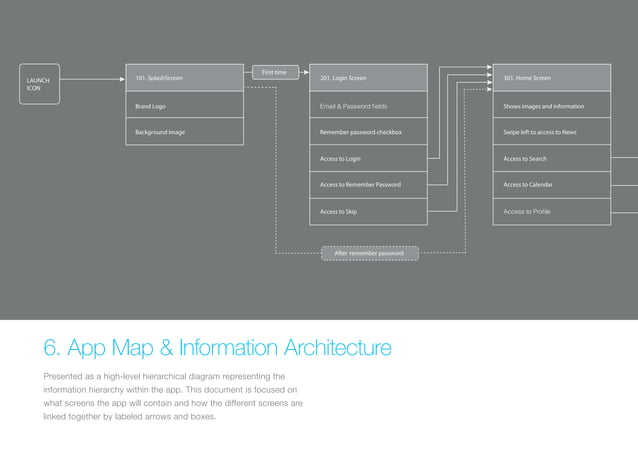 LAUNCH
ICON
101. SplashScreen
Brand Logo
Background image
First time
201. Login Screen
Email & Password fields
Remember password checkbox
Access to Login
Access to Remember Password
Access to Skip
After remember password
301. Home Screen
Shows images and information
Swipe left to access to News
Access to Search
Access to Calendar
Access to Profile
6. App Map & Information Architecture
Presented as a high-level hierarchical diagram representing the
information hierarchy within the app. This document is focused on
what screens the app will contain and how the different screens are
linked together by labeled arrows and boxes.